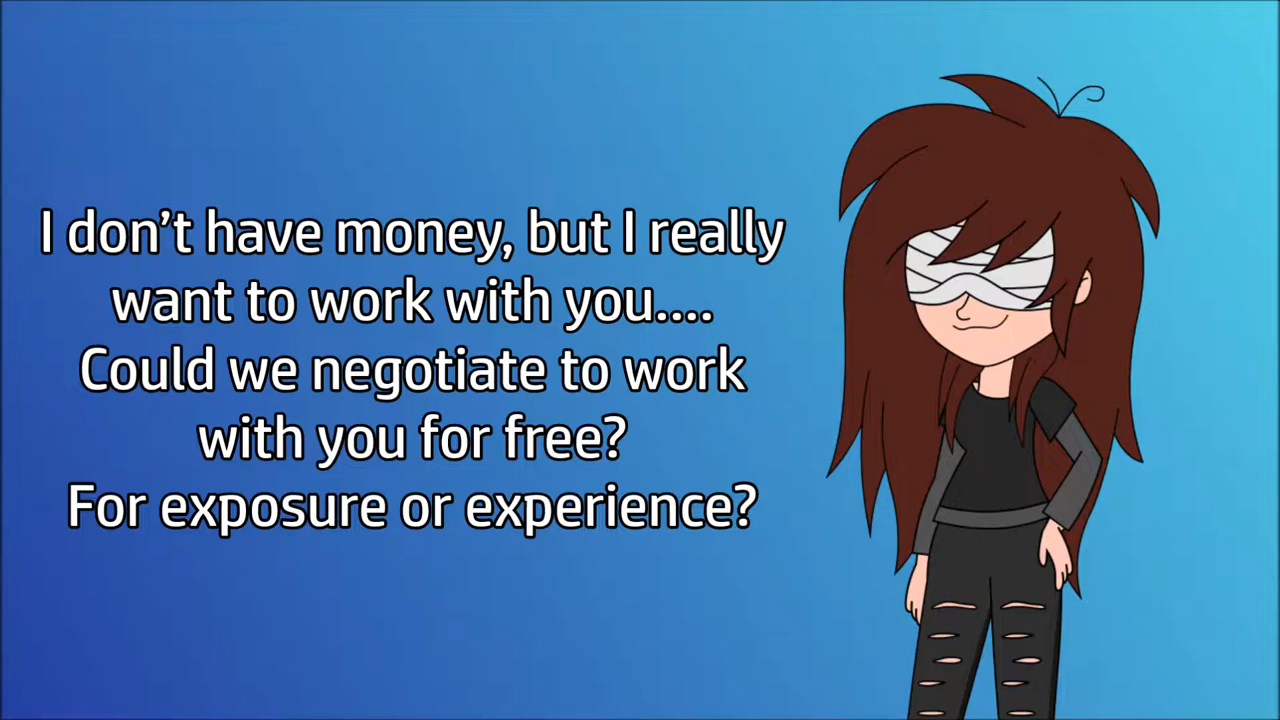 I don’t have money, but I really
want to work with you....
Could we negotiate to work
with you for free?
For exposure or experience?